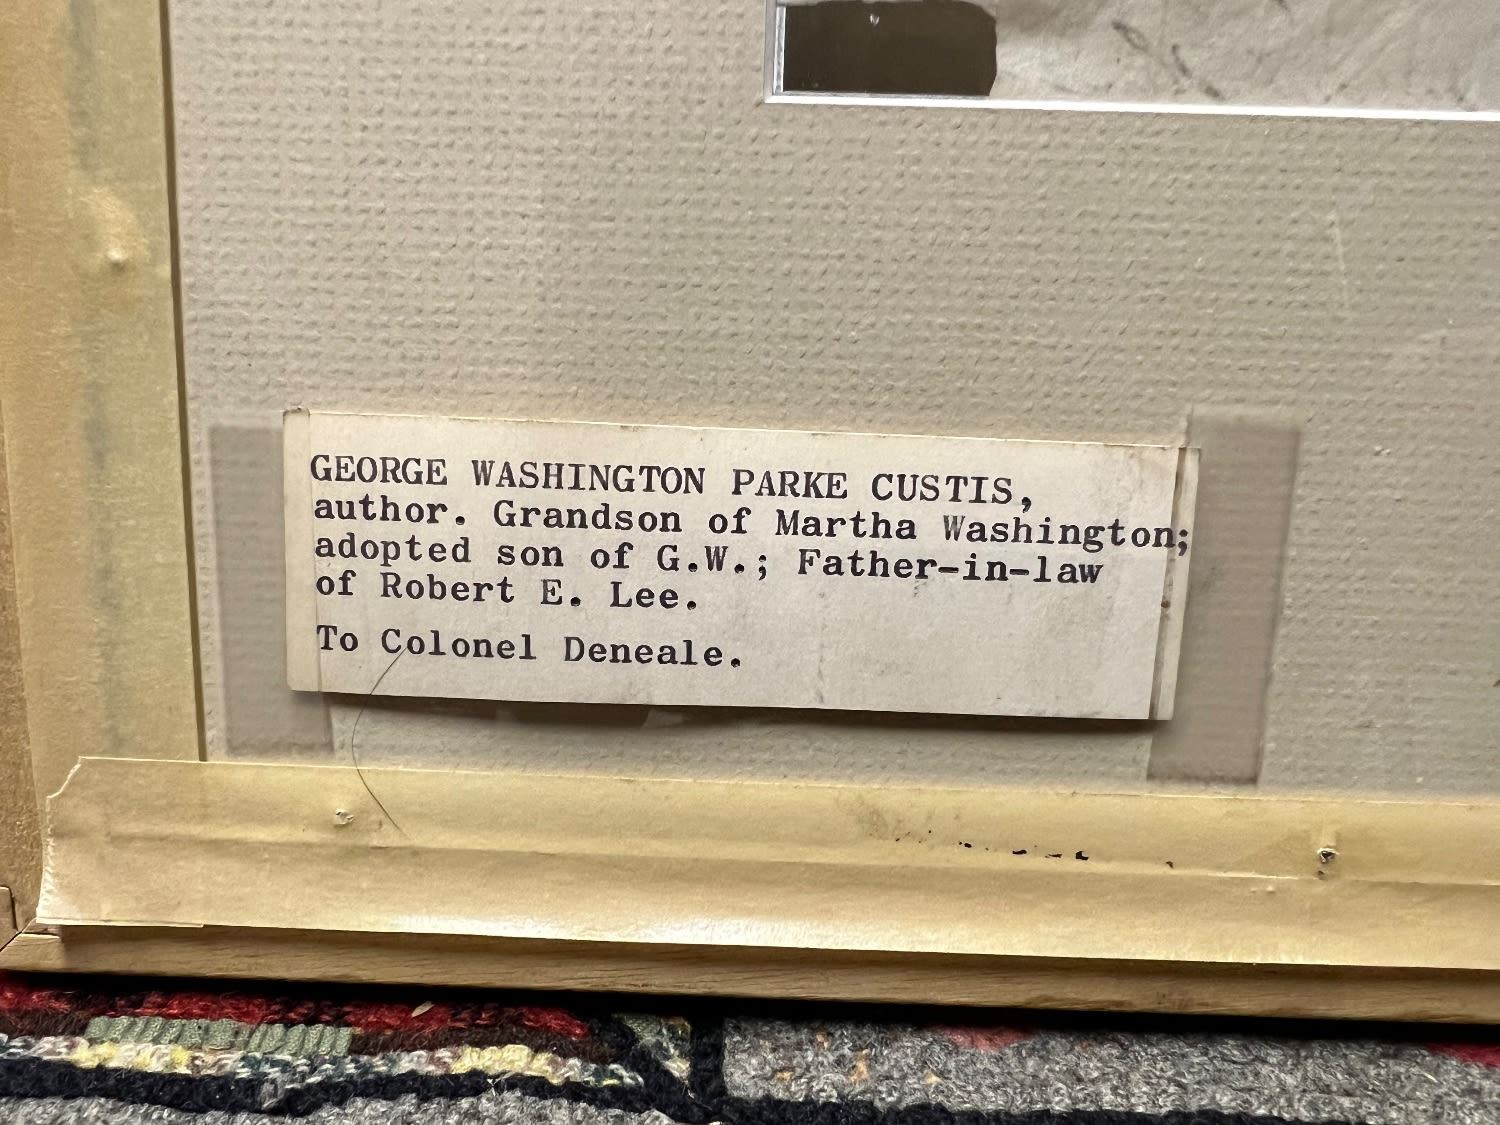 GEORGE WASHINGTON PARKE CUSTIS,
author. Grandson of Martha Washington;
adopted son of G.W.; Father-in-law
of Robert E. Lee.
To Colonel Deneale.